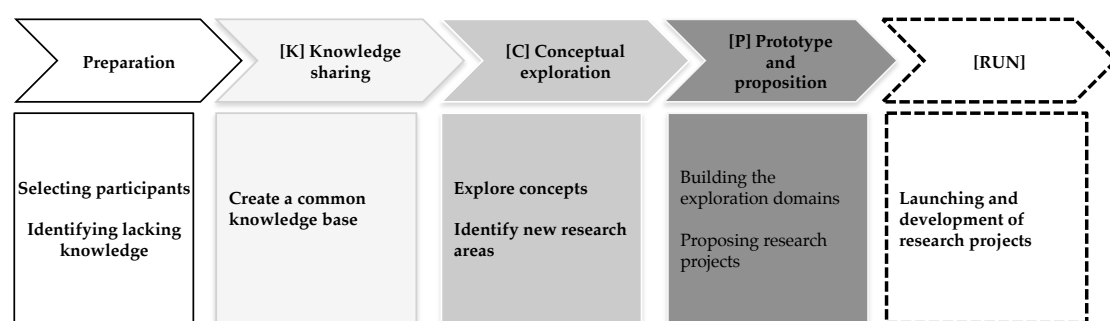 Preparation
[K] Knowledge
sharing
[C] Conceptual
exploration
[P] Prototype
and
proposition
[RUN]
Selecting participants
Identifying lacking
knowledge
Create a common
knowledge base
Explore concepts
Identify new research
areas
Building the
exploration domains
Proposing research
projects
Launching and
development of
research projects